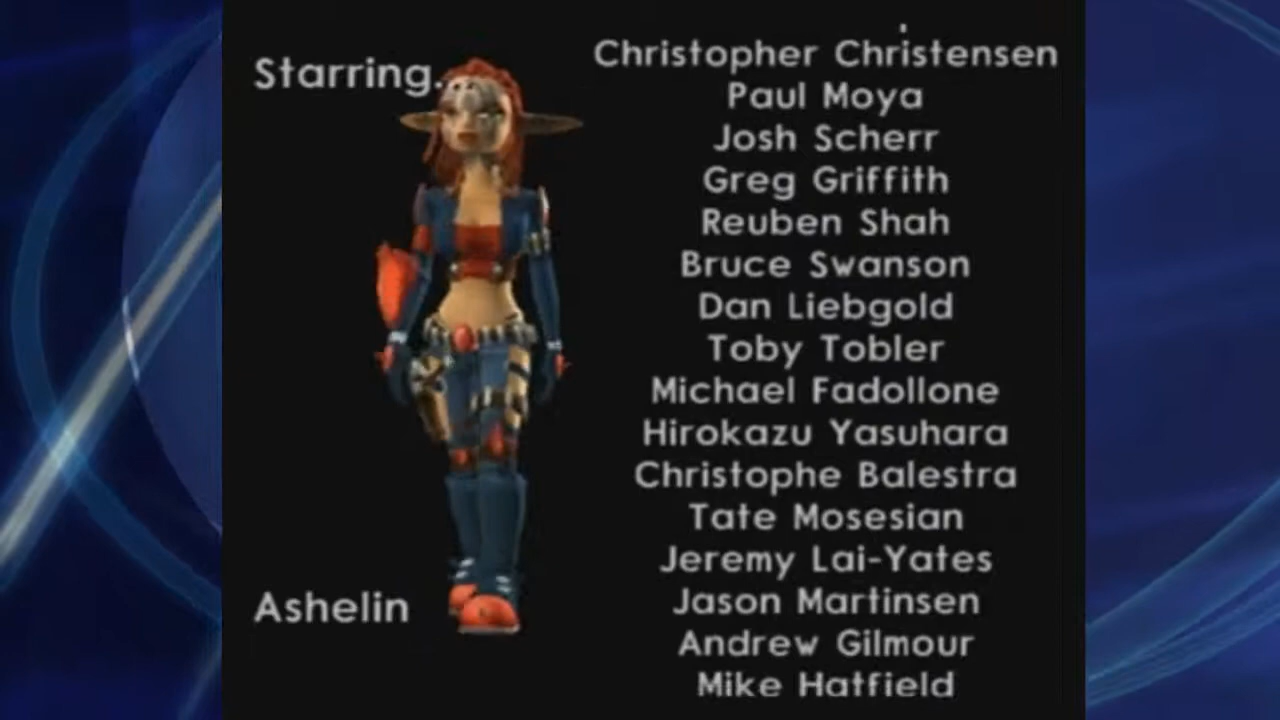 Starring...
Ashelin
Christopher Christensen
Paul Moya
Josh Scherr
Greg Griffith
Reuben Shah
Bruce Swanson
Dan Liebgold
Toby Tobler
Michael Fadollone
Hirokazu Yasuhara
Christophe Balestra
Tate Mosesian
Jeremy Lai-Yates
Jason Martinsen
Andrew Gilmour
Mike Hatfield